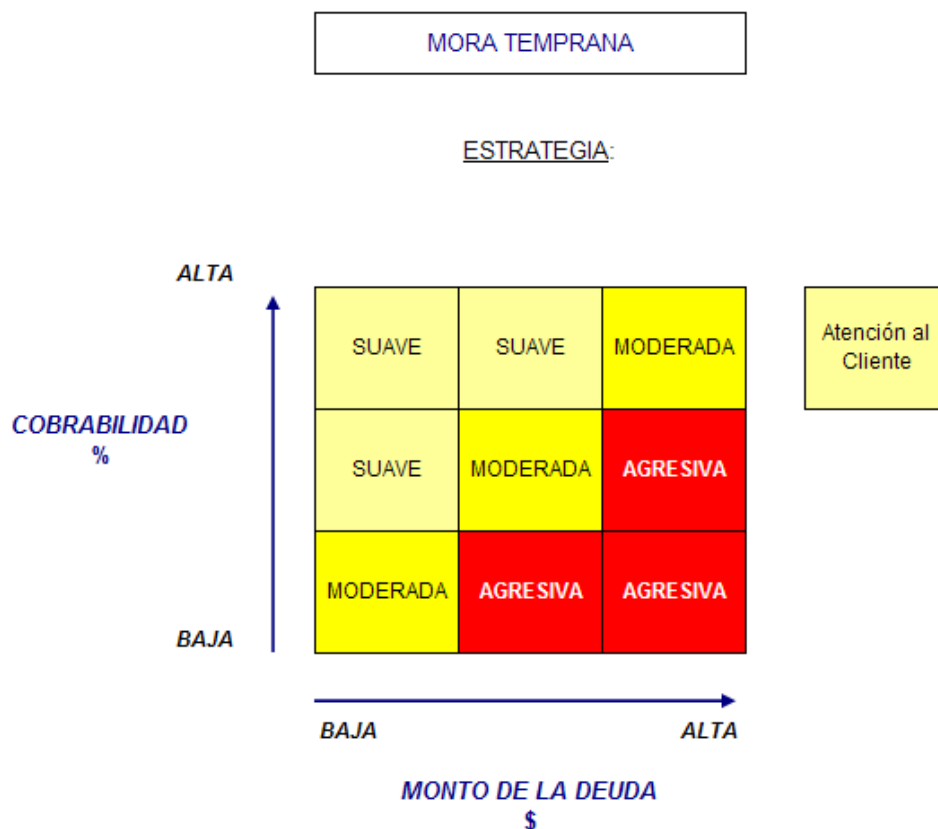 MORA TEMPRANA
ESTRATEGIA:
ALTA
SUAVE
SUAVE
MODERADA
Atención al
Cliente
COBRABILIDAD
%
SUAVE
MODERADA
AGRESIVA
MODERADA
AGRESIVA
AGRESIVA
BAJA
BAJA
ALTA
MONTO DE LA DEUDA
$